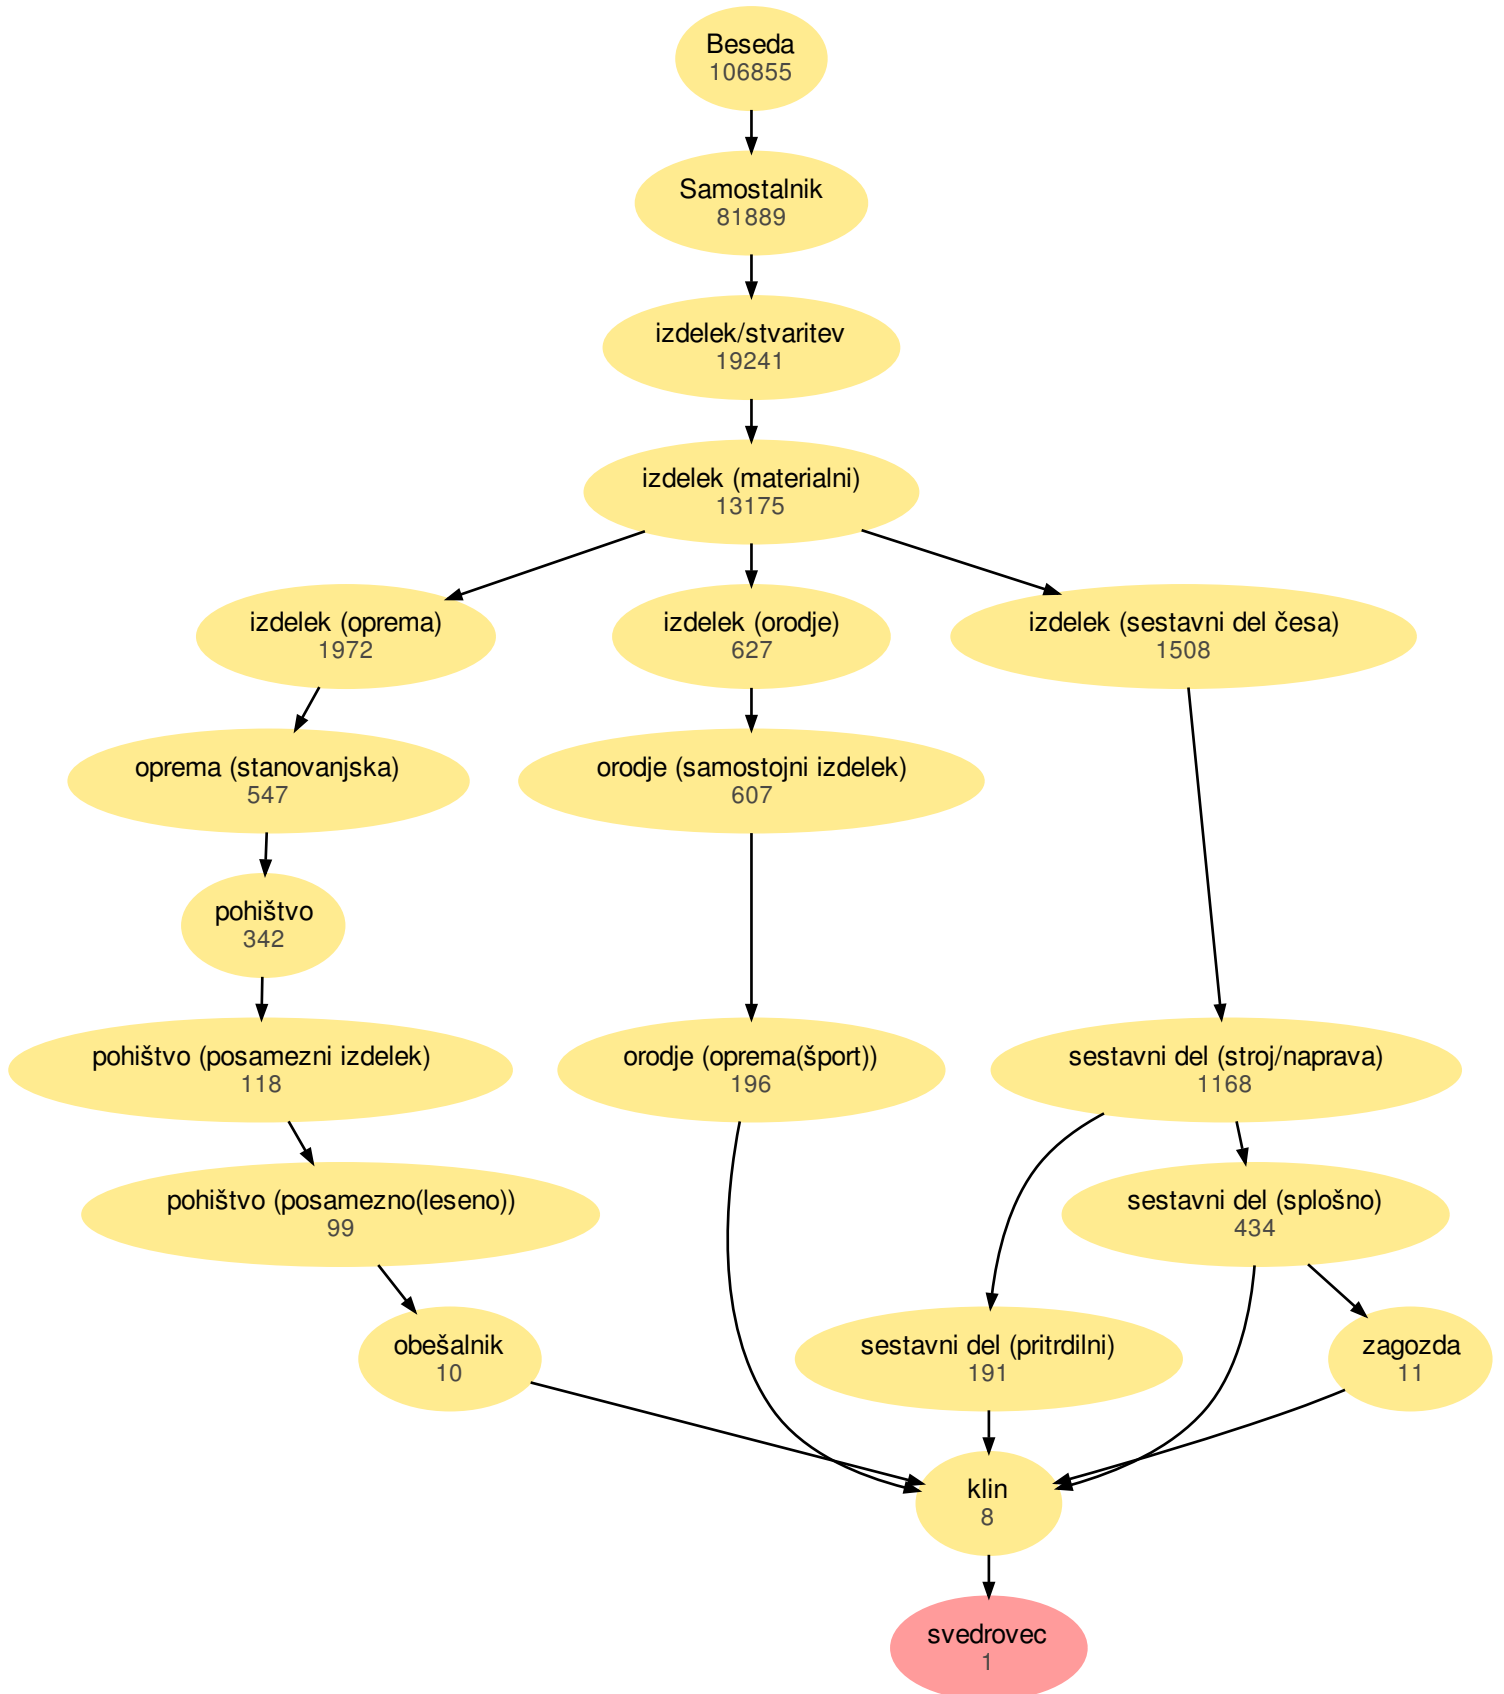 Beseda
106855
Samostalnik
81889
izdelek/stvaritev
19241
izdelek (materialni)
13175
izdelek (oprema)
1972
izdelek (orodje)
627
izdelek (sestavni del česa)
1508
oprema (stanovanjska)
547
orodje (samostojni izdelek)
607
pohištvo
342
pohištvo (posamezni izdelek)
118
orodje (oprema(šport))
196
sestavni del (stroj/naprava)
1168
pohištvo (posamezno(leseno))
99
sestavni del (splošno)
434
obešalnik
10
sestavni del (pritrdilni)
191
zagozda
11
klin
8
svedrovec
1